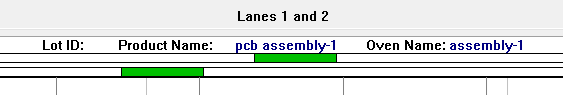 Lanes 1 and 2
Lot ID: Product Name: pcb assembly-1 Oven Name: assembly-1